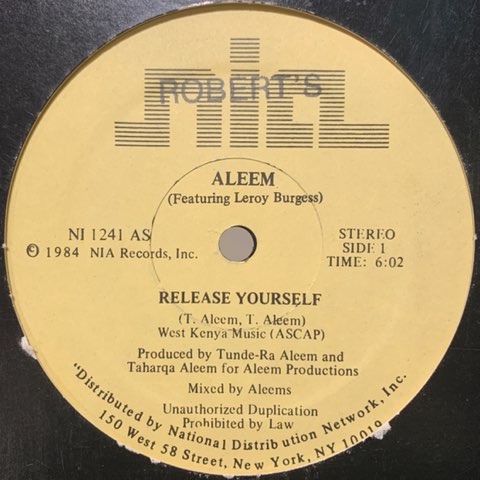 nia
ROBERT'S
ALEEM
(Featuring Leroy Burgess)
NI 1241 AS
℗ 1984 NIA Records, Inc.
STEREO
SIDE 1
TIME: 6:02
RELEASE YOURSELF
(T. Aleem, T. Aleem)
West Kenya Music (ASCAP)
Produced by Tunde-Ra Aleem and
Taharqa Aleem for Aleem Productions
Mixed by Aleems
Unauthorized Duplication
Prohibited by Law
"Distributed by National Distribution Network, Inc.
150 West 58 Street, New York, NY 10019